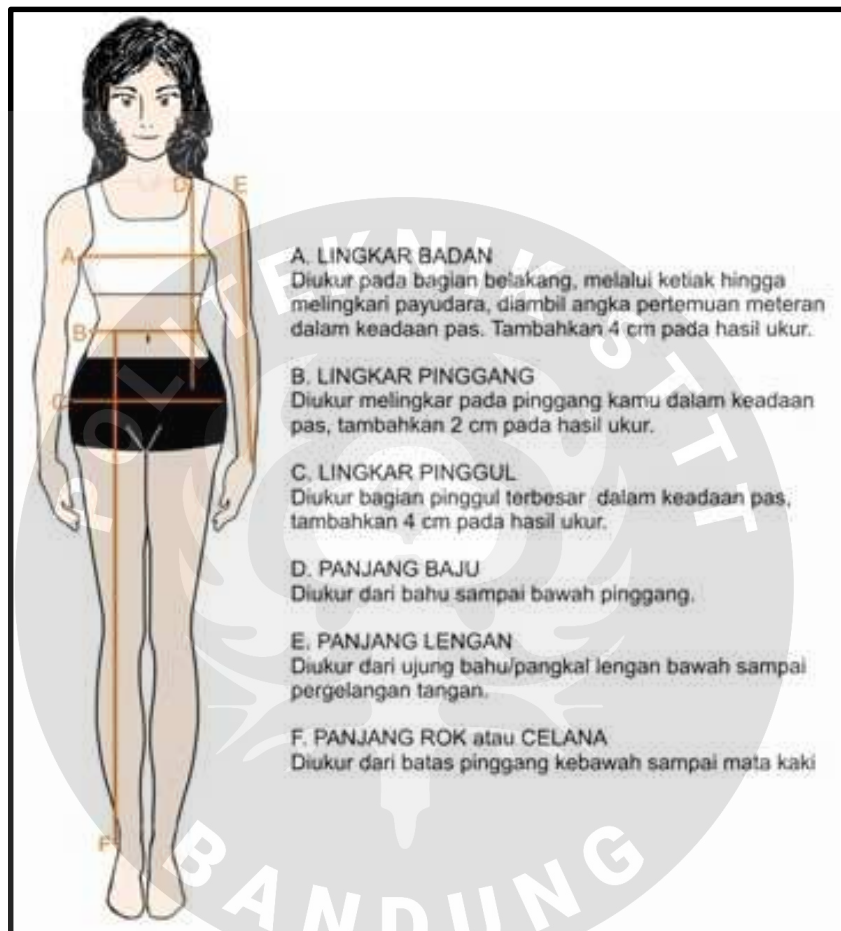 D
E
A
B
C
F
A. LINGKAR BADAN
Diukur pada bagian belakang, melalui ketiak hingga
melingkari payudara, diambil angka pertemuan meteran
dalam keadaan pas. Tambahkan 4 cm pada hasil ukur.
B. LINGKAR PINGGANG
Diukur melingkar pada pinggang kamu dalam keadaan
pas, tambahkan 2 cm pada hasil ukur.
C. LINGKAR PINGGUL
Diukur bagian pinggul terbesar dalam keadaan pas,
tambahkan 4 cm pada hasil ukur.
D. PANJANG BAJU
Diukur dari bahu sampai bawah pinggang.
E. PANJANG LENGAN
Diukur dari ujung bahu/pangkal lengan bawah sampai
pergelangan tangan.
F. PANJANG ROK atau CELANA
Diukur dari batas pinggang kebawah sampai mata kaki
POLITEKNIK STTT
BANDUNG